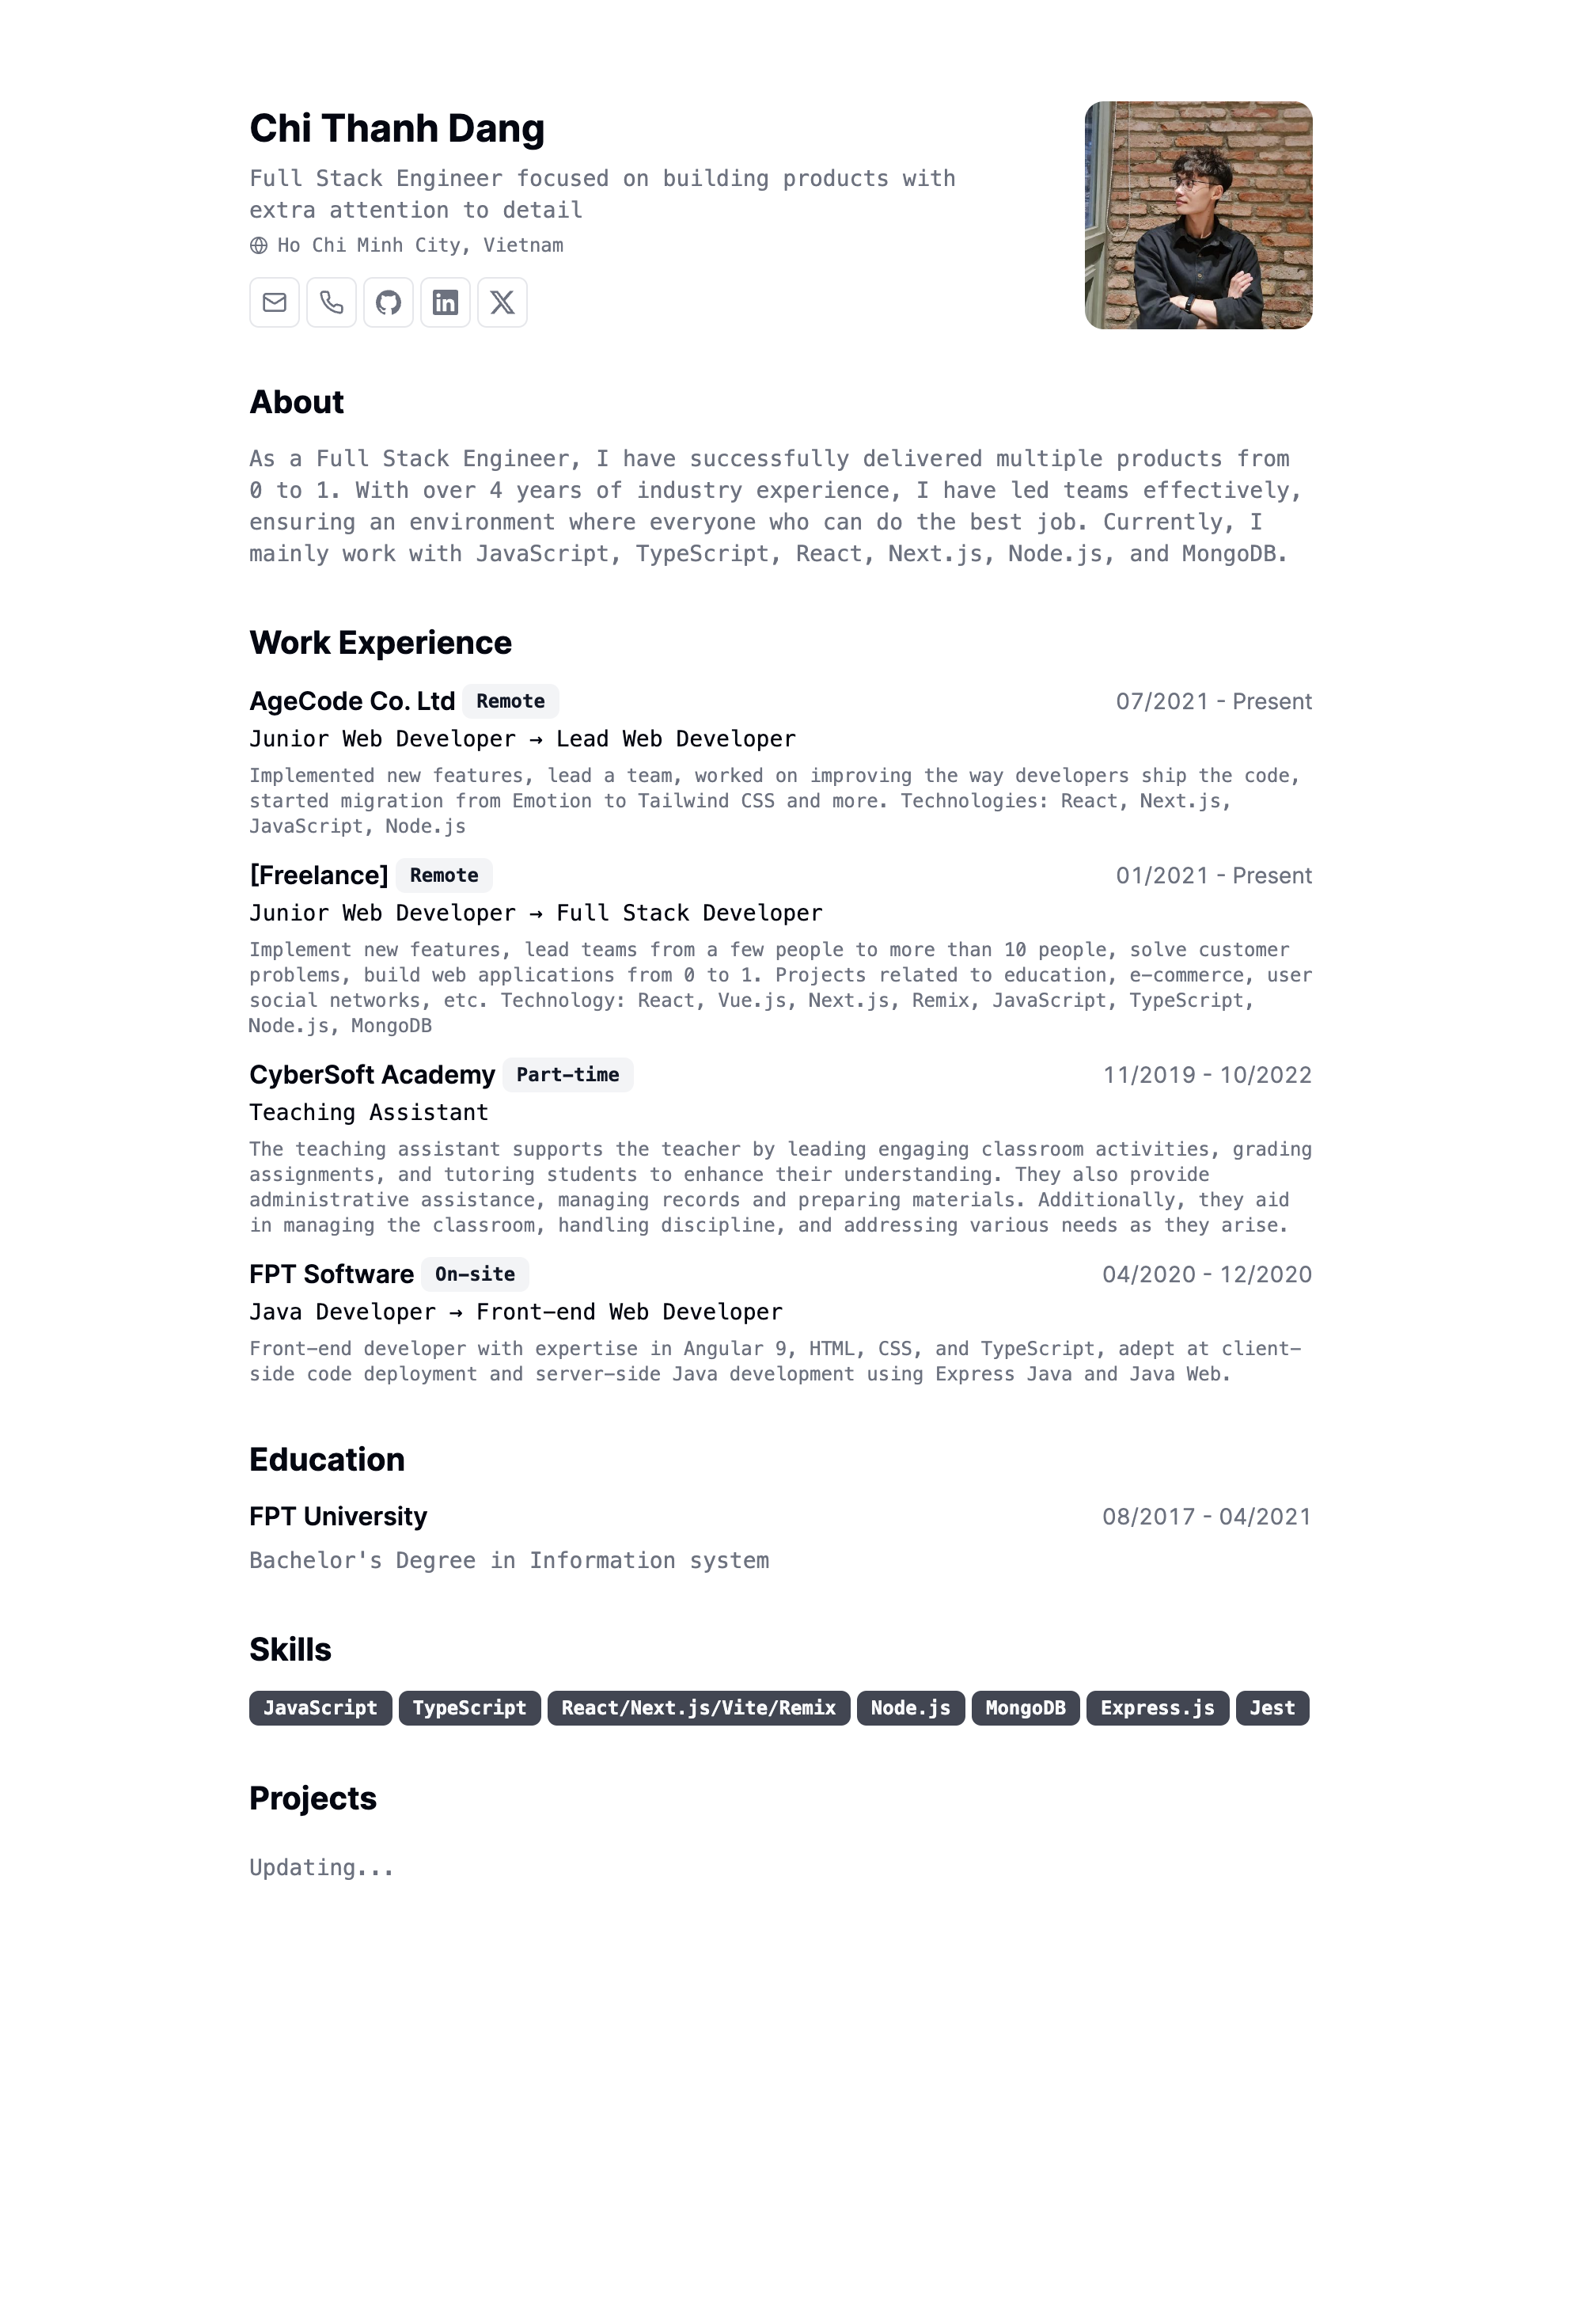 Chi Thanh Dang
Full Stack Engineer focused on building products with
extra attention to detail
Ho Chi Minh City, Vietnam
About
As a Full Stack Engineer, I have successfully delivered multiple products from
0 to 1. With over 4 years of industry experience, I have led teams effectively,
ensuring an environment where everyone who can do the best job. Currently, I
mainly work with JavaScript, TypeScript, React, Next.js, Node.js, and MongoDB.
Work Experience
AgeCode Co. Ltd Remote 07/2021 - Present
Junior Web Developer → Lead Web Developer
Implemented new features, lead a team, worked on improving the way developers ship the code,
started migration from Emotion to Tailwind CSS and more. Technologies: React, Next.js,
JavaScript, Node.js
[Freelance] Remote 01/2021 - Present
Junior Web Developer → Full Stack Developer
Implement new features, lead teams from a few people to more than 10 people, solve customer
problems, build web applications from 0 to 1. Projects related to education, e-commerce, user
social networks, etc. Technology: React, Vue.js, Next.js, Remix, JavaScript, TypeScript,
Node.js, MongoDB
CyberSoft Academy Part-time 11/2019 - 10/2022
Teaching Assistant
The teaching assistant supports the teacher by leading engaging classroom activities, grading
assignments, and tutoring students to enhance their understanding. They also provide
administrative assistance, managing records and preparing materials. Additionally, they aid
in managing the classroom, handling discipline, and addressing various needs as they arise.
FPT Software On-site 04/2020 - 12/2020
Java Developer → Front-end Web Developer
Front-end developer with expertise in Angular 9, HTML, CSS, and TypeScript, adept at client-
side code deployment and server-side Java development using Express Java and Java Web.
Education
FPT University 08/2017 - 04/2021
Bachelor's Degree in Information system
Skills
JavaScript TypeScript React/Next.js/Vite/Remix Node.js MongoDB Express.js Jest
Projects
Updating...